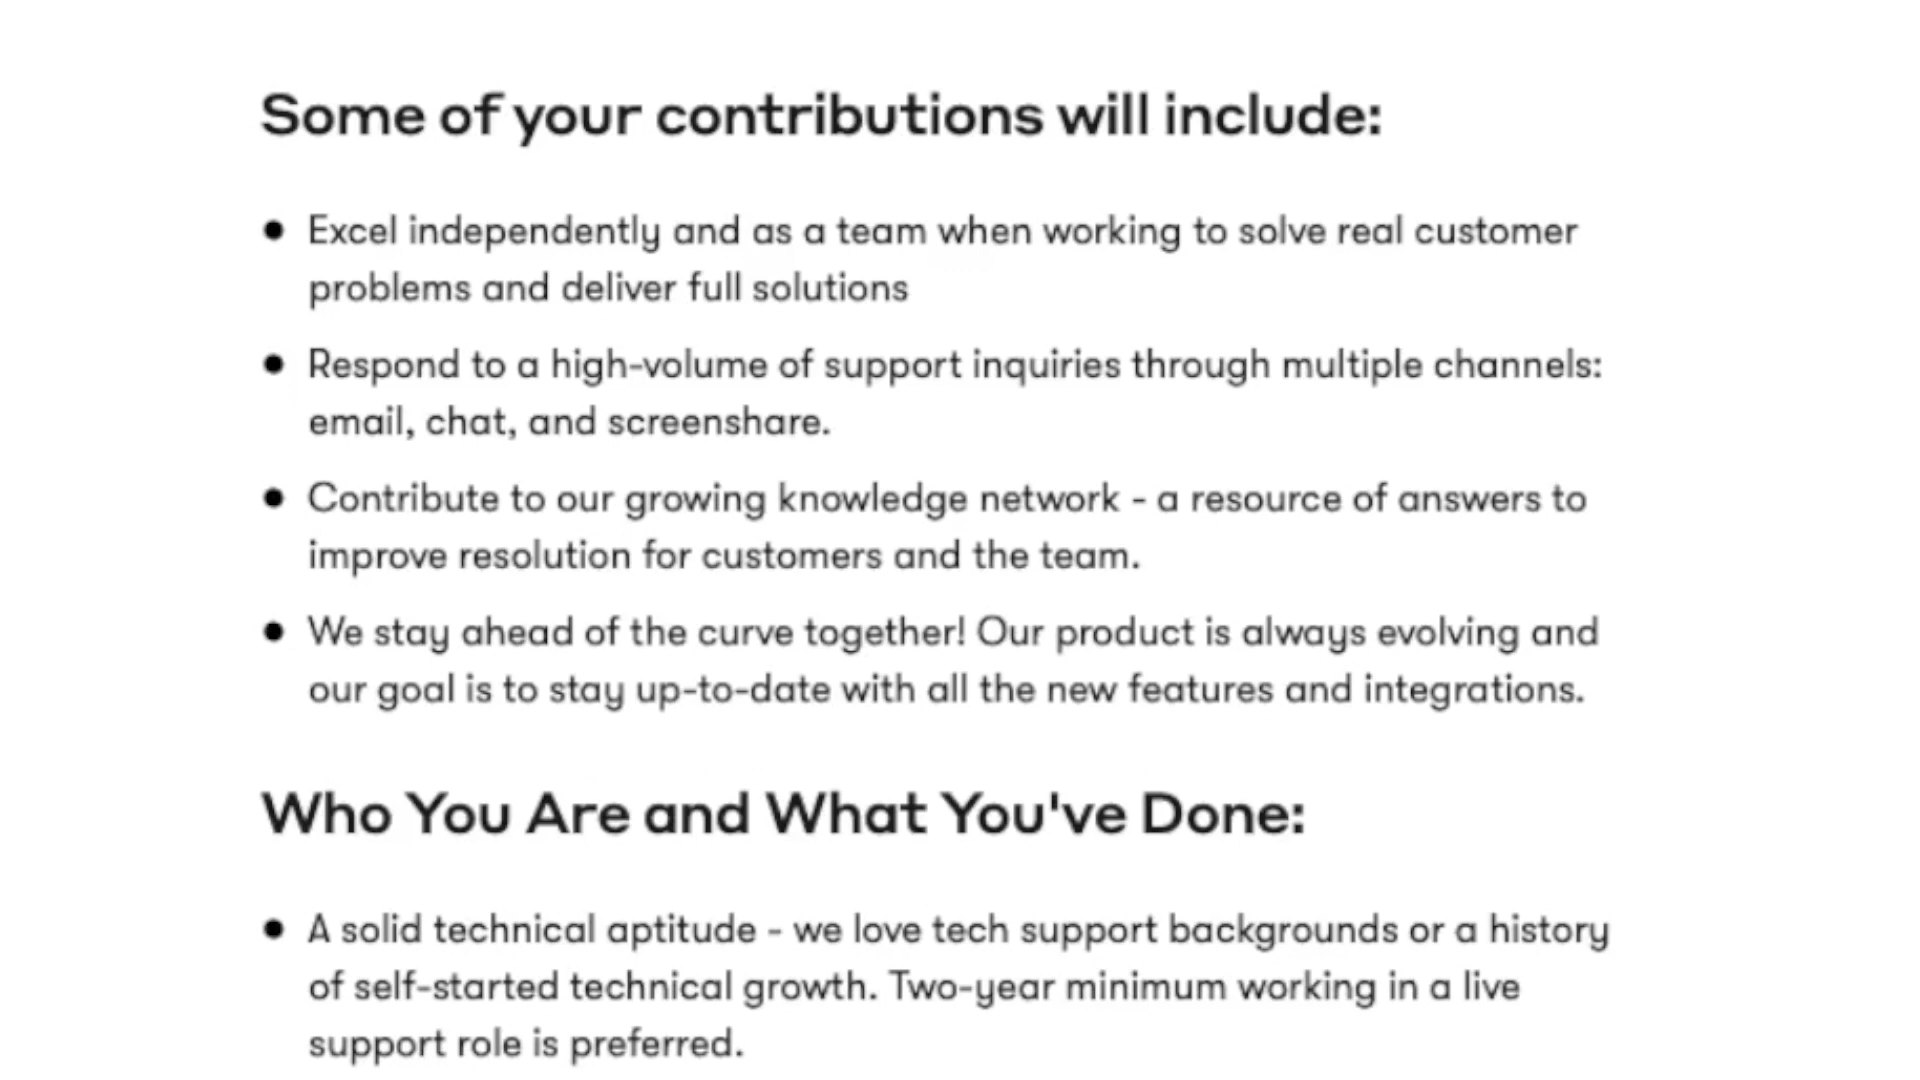 Some of your contributions will include:
● Excel independently and as a team when working to solve real customer
problems and deliver full solutions
● Respond to a high-volume of support inquiries through multiple channels:
email, chat, and screenshare.
● Contribute to our growing knowledge network - a resource of answers to
improve resolution for customers and the team.
● We stay ahead of the curve together! Our product is always evolving and
our goal is to stay up-to-date with all the new features and integrations.
Who You Are and What You've Done:
● A solid technical aptitude - we love tech support backgrounds or a history
of self-started technical growth. Two-year minimum working in a live
support role is preferred.